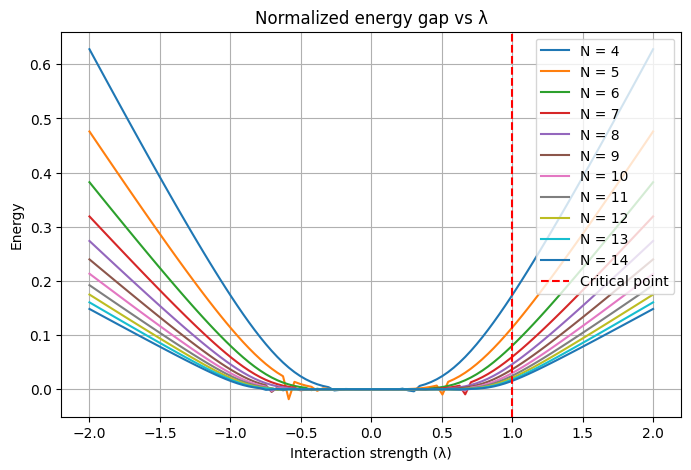 Normalized energy gap vs λ
Energy
0.6
0.5
0.4
0.3
0.2
0.1
0.0
N = 4
N = 5
N = 6
N = 7
N = 8
N = 9
N = 10
N = 11
N = 12
N = 13
N = 14
Critical point
-2.0 -1.5 -1.0 -0.5 0.0 0.5 1.0 1.5 2.0
Interaction strength (λ)